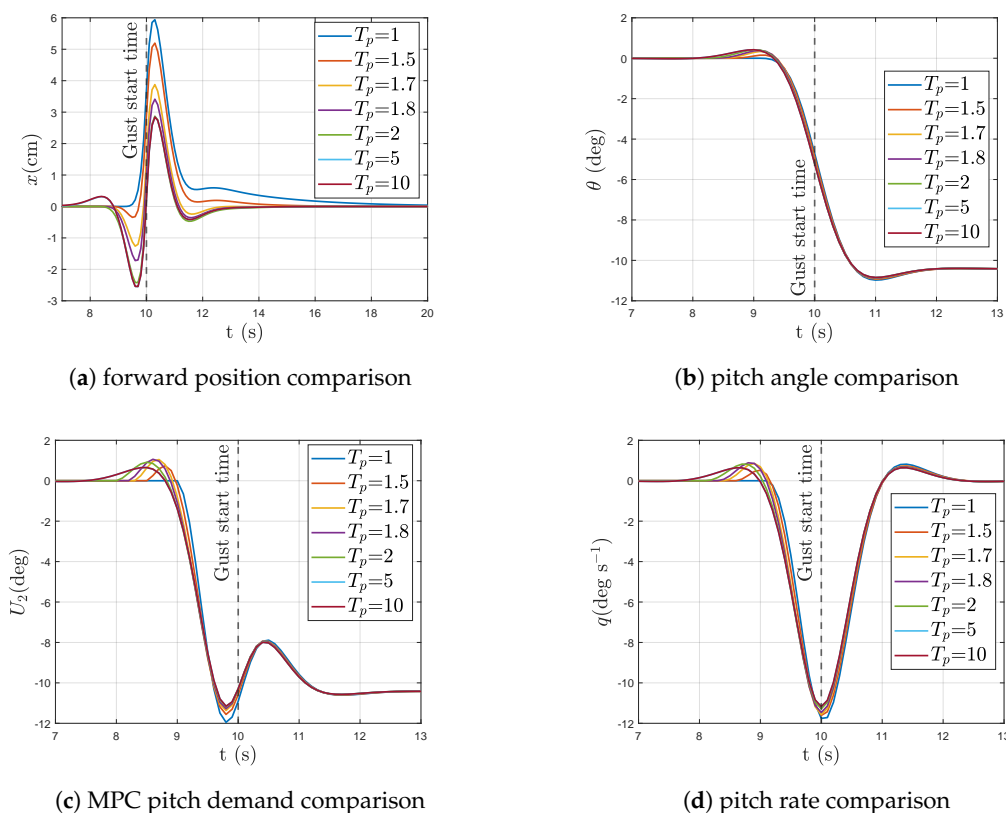 6
5
4
3
2
1
0
-1
-2
-3
8 10 12 14 16 18 20
x(cm)
t (s)
Gust start time
T_p=1
T_p=1.5
T_p=1.7
T_p=1.8
T_p=2
T_p=5
T_p=10
(a) forward position comparison
2
0
-2
-4
-6
-8
-10
-12
7 8 9 10 11 12 13
θ (deg)
t (s)
Gust start time
T_p=1
T_p=1.5
T_p=1.7
T_p=1.8
T_p=2
T_p=5
T_p=10
(b) pitch angle comparison
2
0
-2
-4
-6
-8
-10
-12
7 8 9 10 11 12 13
U_2(deg)
t (s)
Gust start time
T_p=1
T_p=1.5
T_p=1.7
T_p=1.8
T_p=2
T_p=5
T_p=10
(c) MPC pitch demand comparison
2
0
-2
-4
-6
-8
-10
-12
7 8 9 10 11 12 13
q(deg s⁻¹)
t (s)
Gust start time
T_p=1
T_p=1.5
T_p=1.7
T_p=1.8
T_p=2
T_p=5
T_p=10
(d) pitch rate comparison